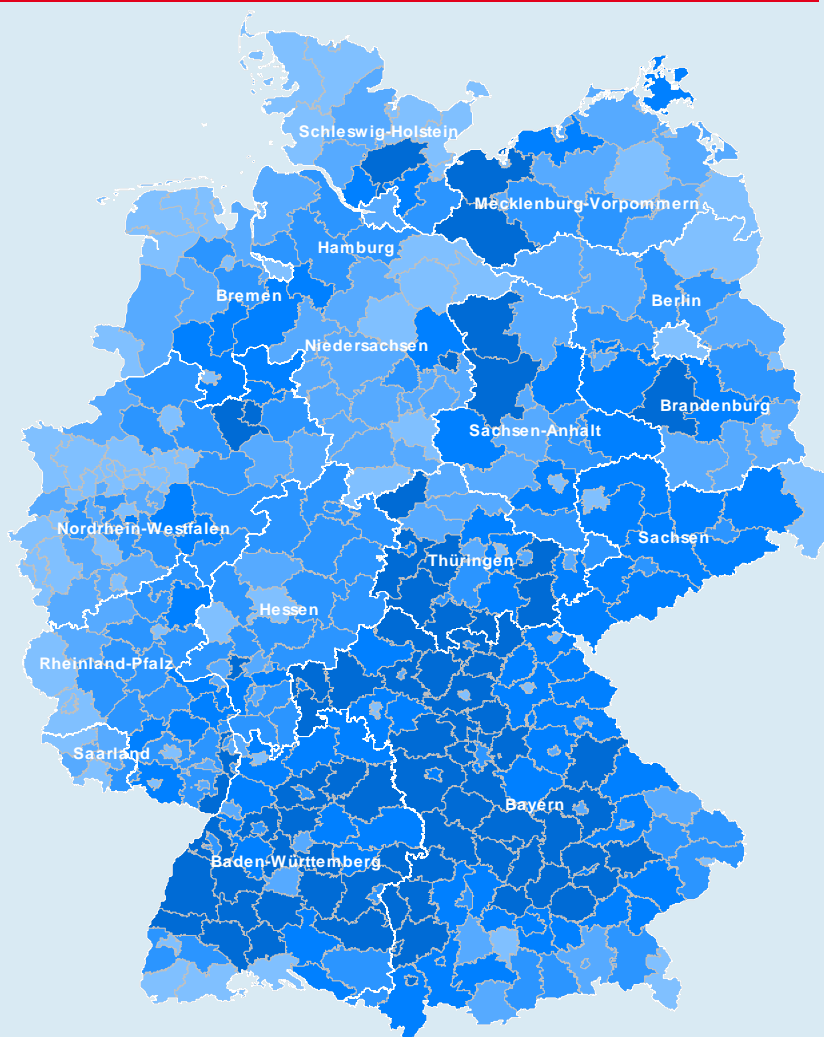 Schleswig-Holstein
Mecklenburg-Vorpommern
Hamburg
Bremen
Berlin
Niedersachsen
Brandenburg
Sachsen-Anhalt
Nordrhein-Westfalen
Sachsen
Thüringen
Hessen
Rheinland-Pfalz
Saarland
Bayern
Baden-Württemberg